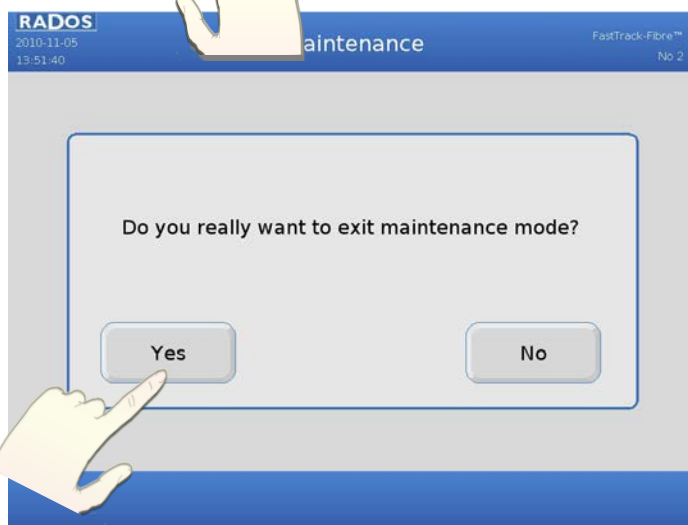 RADOS
2010-11-05
13:51:40
aintenance
FastTrack-Fibre™
No 2
Do you really want to exit maintenance mode?
Yes
No